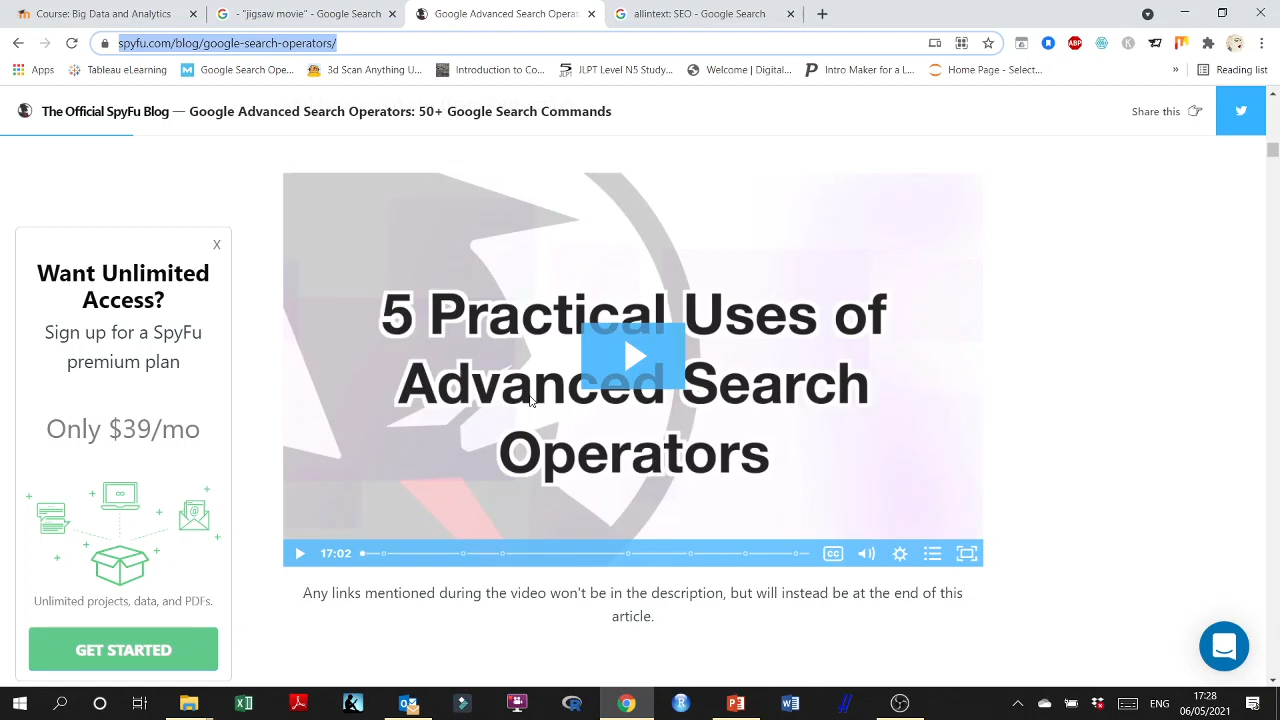 Course: Digital Analytics
- "jigsaw movie" - Google Search
Google Advanced Search Operat
allintext: SEO - Google Search
spyfu.com/blog/google-search-operators/
ABP
Apps
Tableau eLearning
Google Search Ope...
3d Scan Anything U...
Introduction to Co...
JLPT Level N5 Study...
Welcome | Digital...
Intro Maker for a L...
Home Page - Select...
»
Reading list
The Official SpyFu Blog — Google Advanced Search Operators: 50+ Google Search Commands
Share this
X
Want Unlimited
Access?
Sign up for a SpyFu
premium plan
Only $39/mo
Unlimited projects, data, and PDFs.
GET STARTED
5 Practical Uses of
Advanced Search
Operators
17:02
CC
Any links mentioned during the video won't be in the description, but will instead be at the end of this
article.
ENG
17:28
06/05/2021